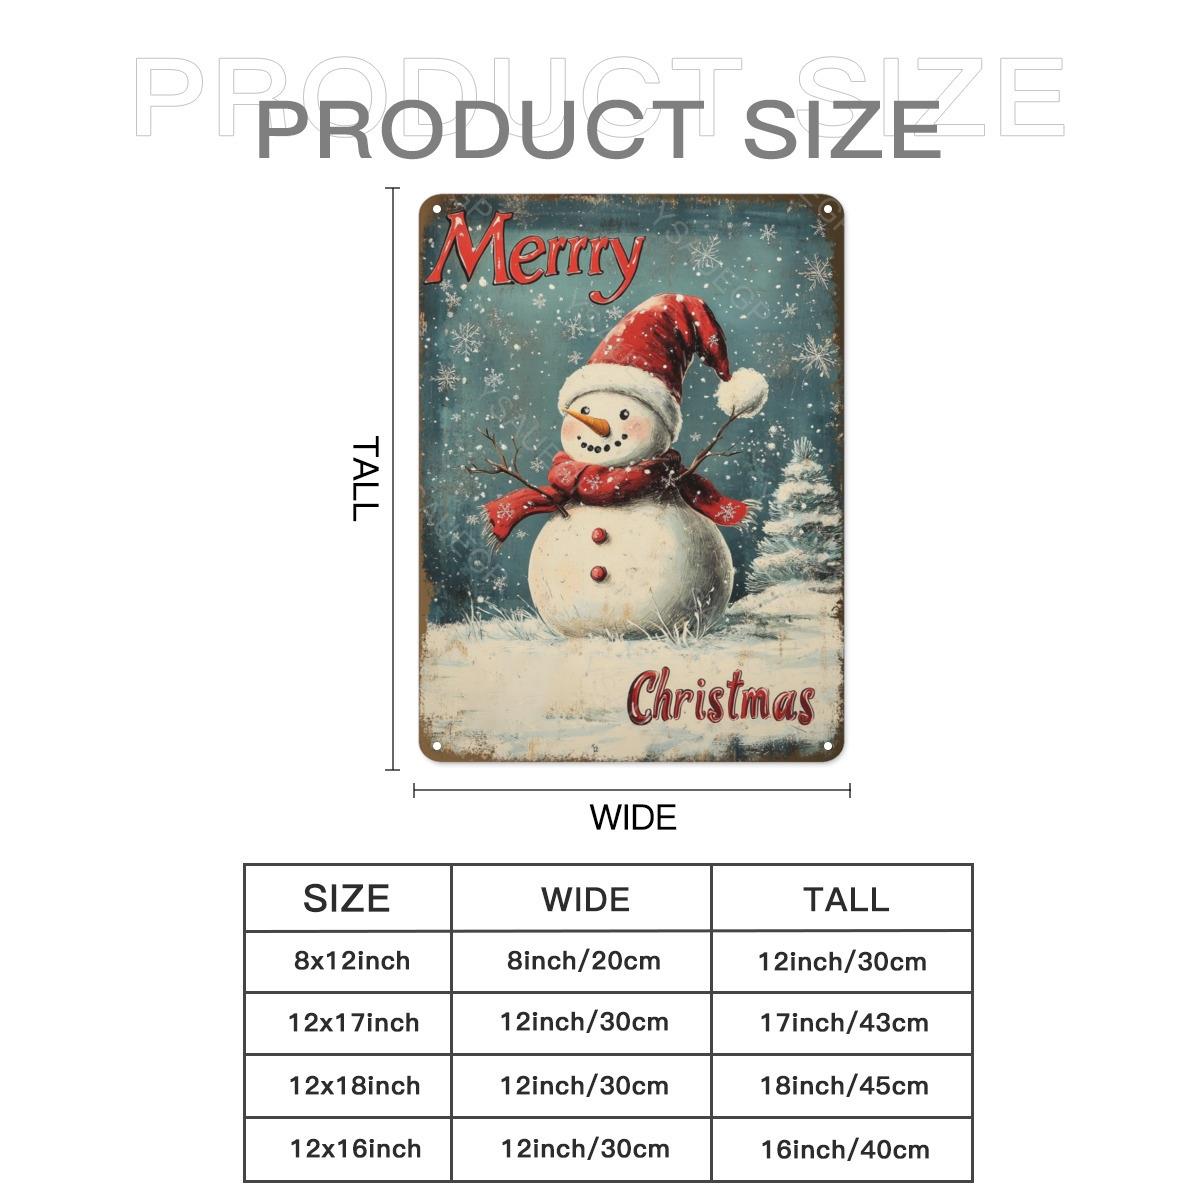 PRODUCT SIZE
PRODUCT SIZE
Merrry
TALL
Christmas
WIDE
SIZE WIDE TALL
8x12inch 8inch/20cm 12inch/30cm
12x17inch 12inch/30cm 17inch/43cm
12x18inch 12inch/30cm 18inch/45cm
12x16inch 12inch/30cm 16inch/40cm